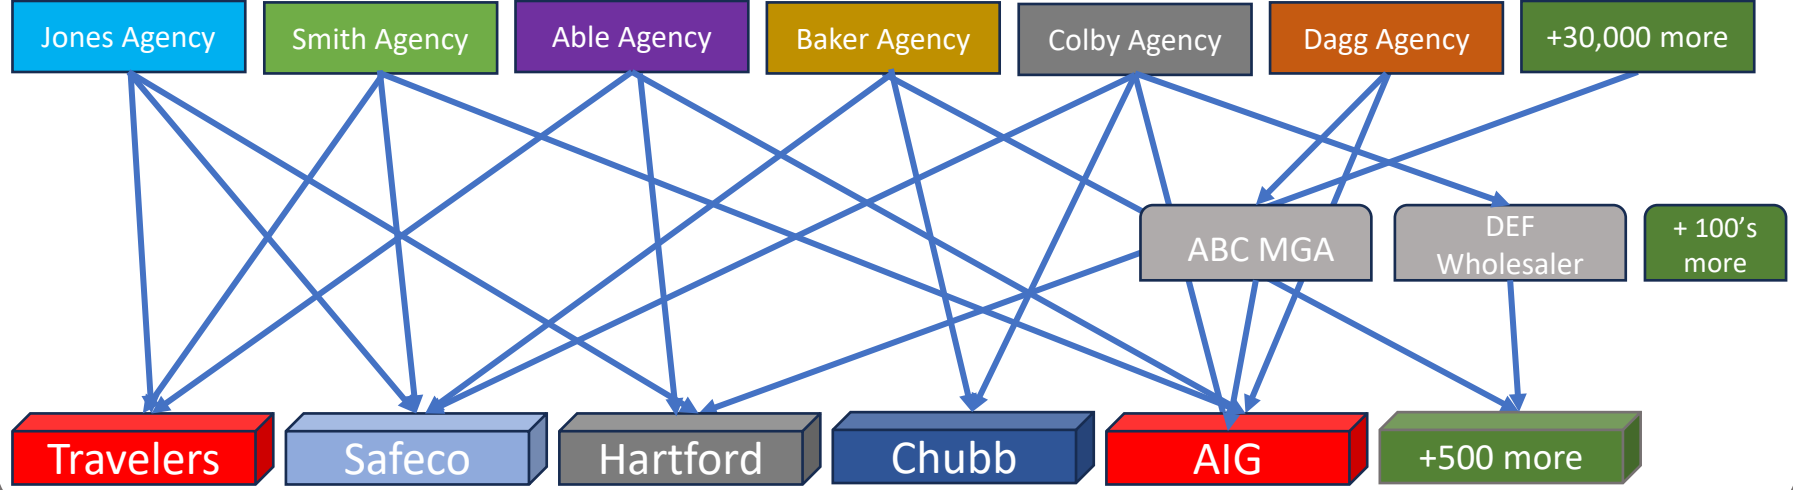 Jones Agency
Smith Agency
Able Agency
Baker Agency
Colby Agency
Dagg Agency
+30,000 more
ABC MGA
DEF
Wholesaler
+ 100’s
more
Travelers
Safeco
Hartford
Chubb
AIG
+500 more